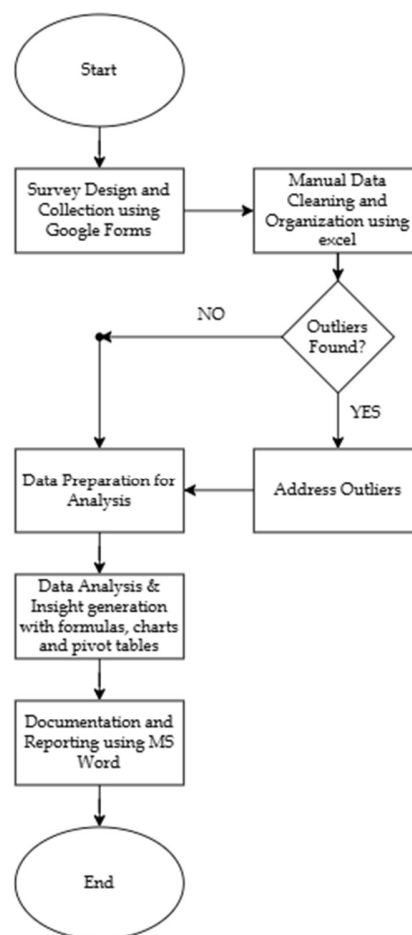 Start
Survey Design and
Collection using
Google Forms
Manual Data
Cleaning and
Organization using
excel
Outliers
Found?
NO
YES
Data Preparation for
Analysis
Address Outliers
Data Analysis &
Insight generation
with formulas, charts
and pivot tables
Documentation and
Reporting using MS
Word
End